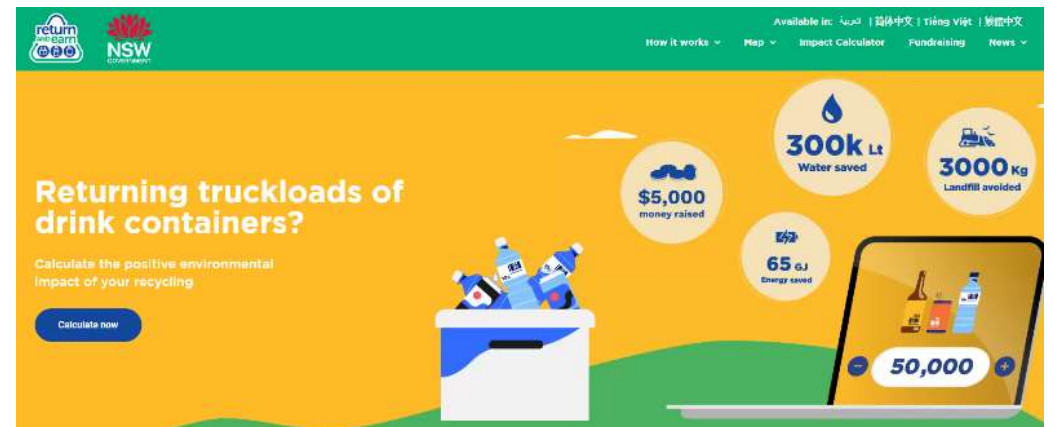 return
AND EARN
NSW
GOVERNMENT
Available in: العربية | 简体中文 | Tiếng Việt | 繁體中文
How it works
Map
Impact Calculator
Fundraising
News
Returning truckloads of
drink containers?
Calculate the positive environmental
impact of your recycling
Calculate now
$5,000
money raised
300k Lt
Water saved
3000 Kg
Landfill avoided
65 GJ
Energy saved
- 50,000 +